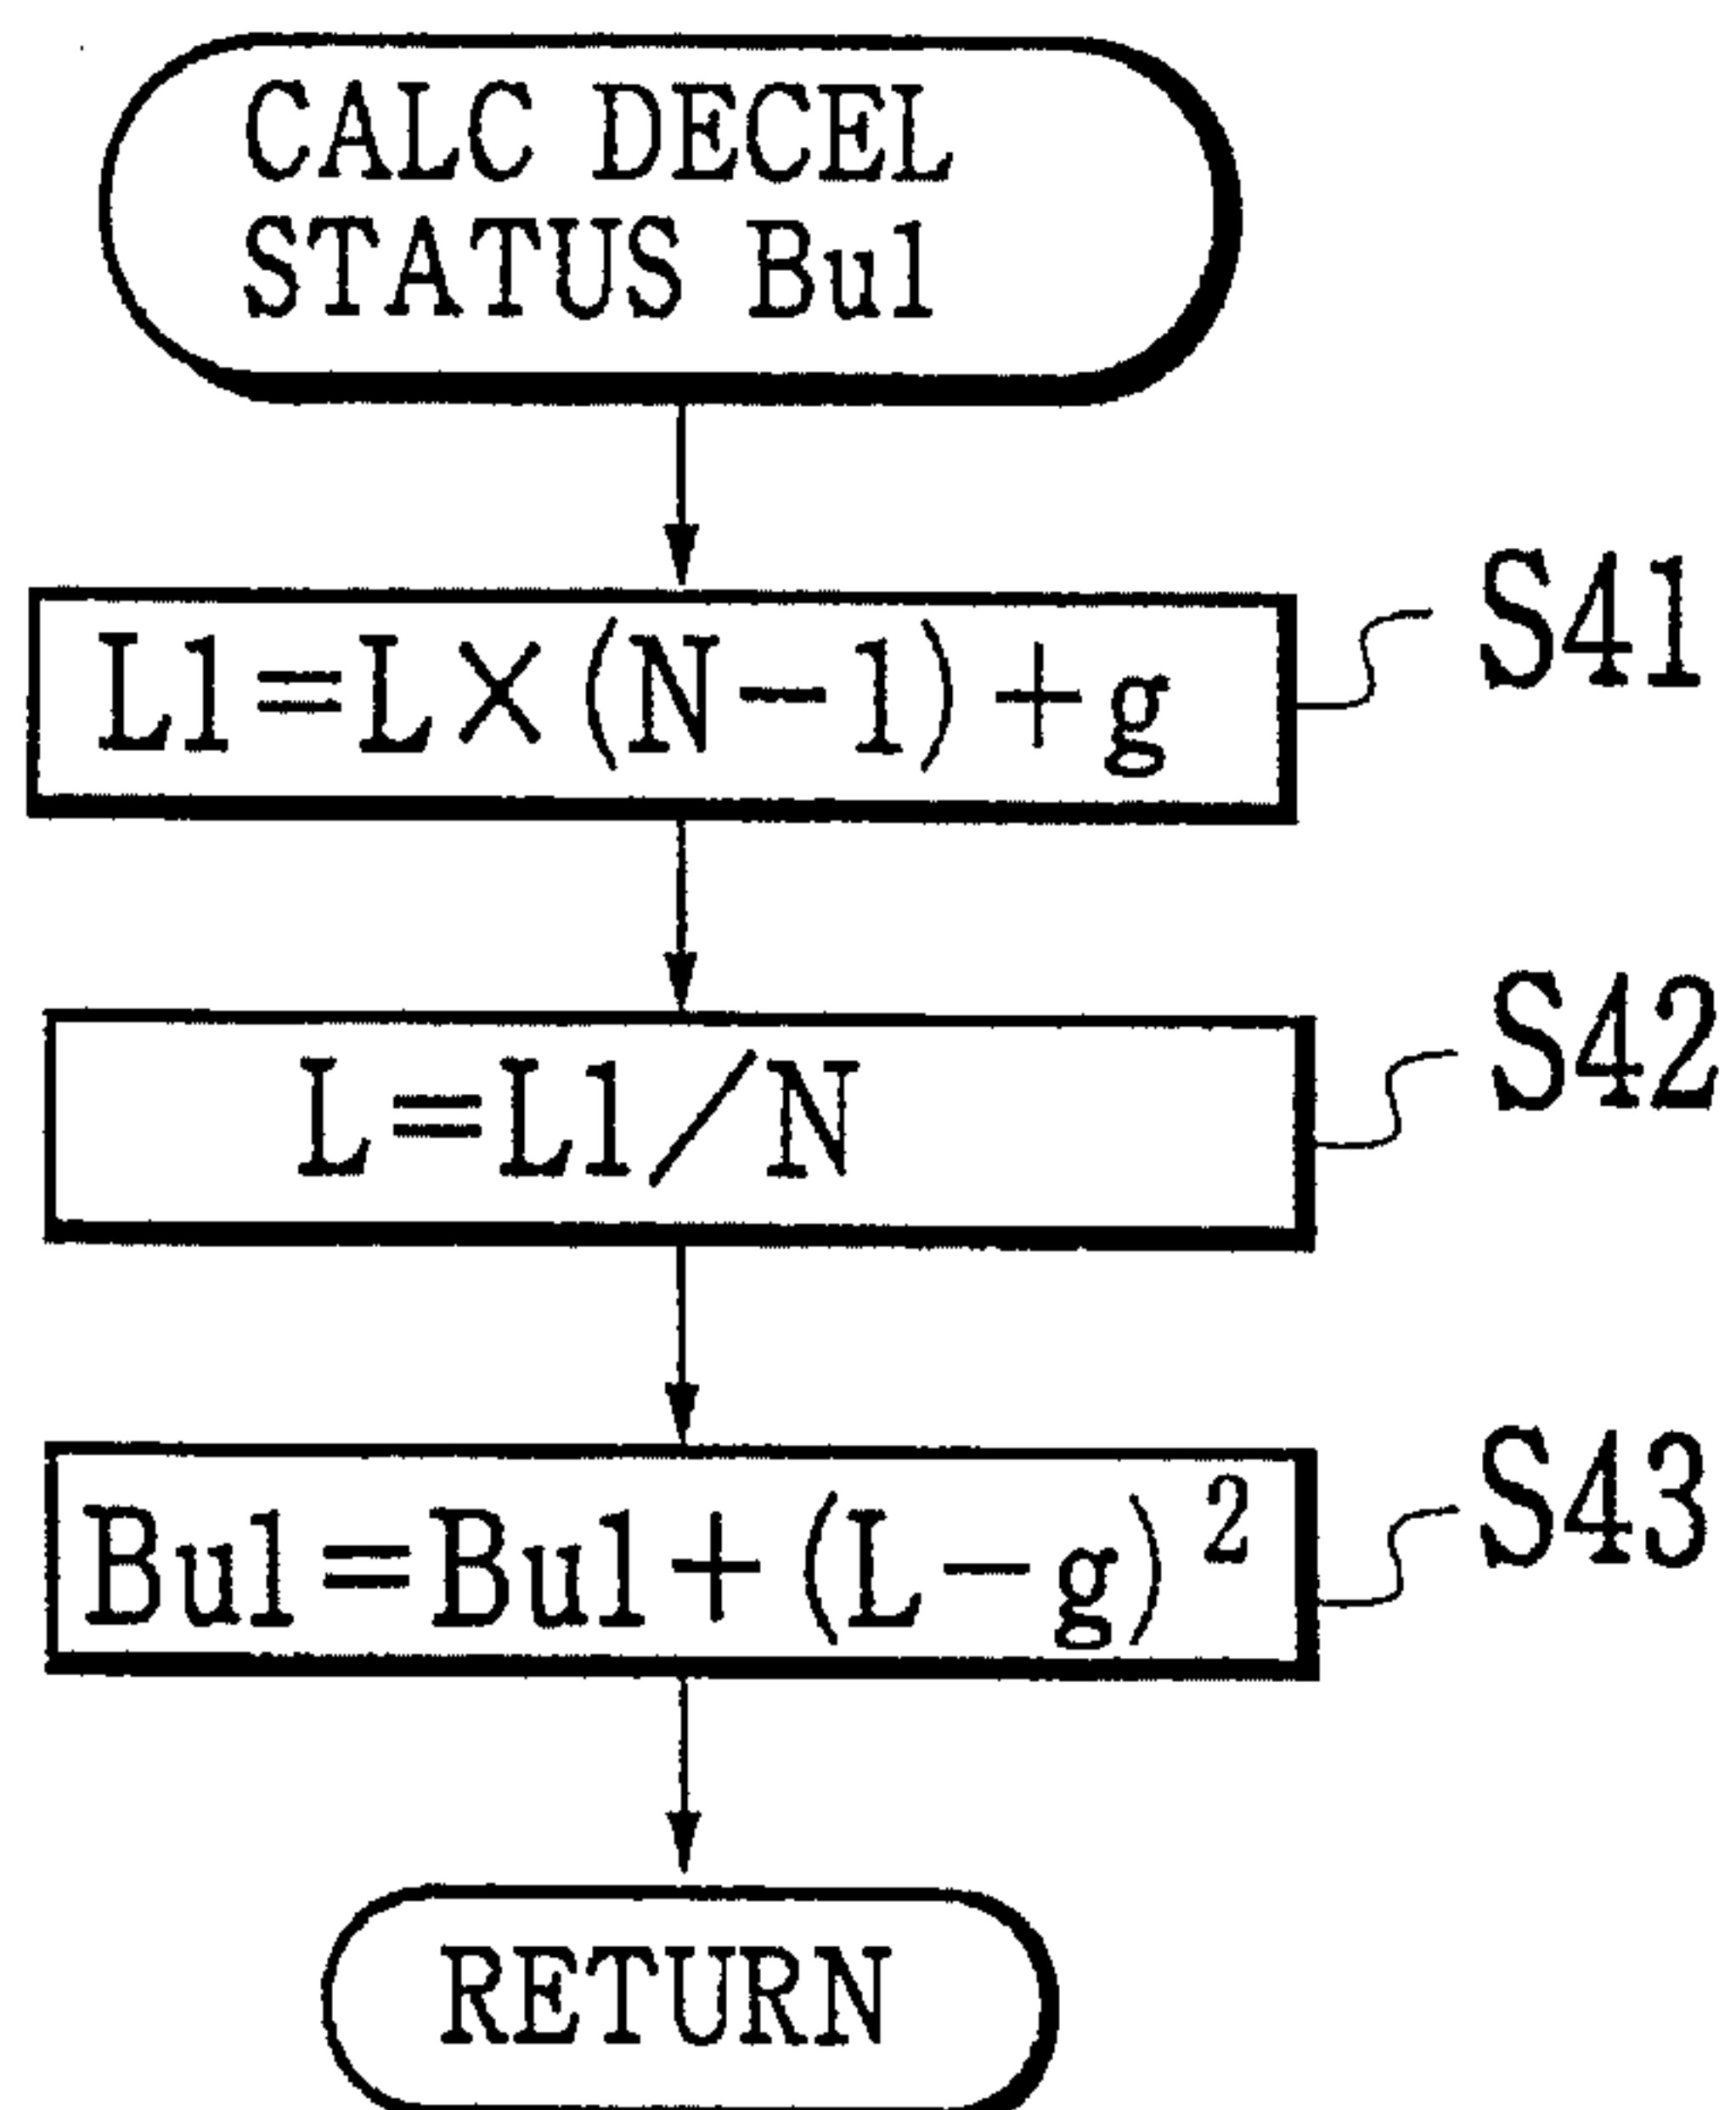 CALC DECEL
STATUS Bu1
L1=L×(N-1)+g
S41
L=L1/N
S42
Bu1=Bu1+(L-g)²
S43
RETURN